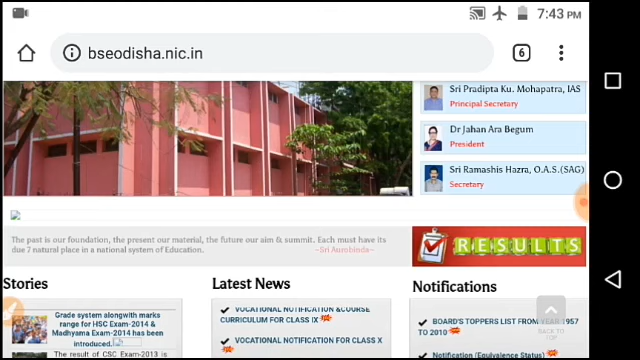 7:43 PM
bseodisha.nic.in
6
Sri Pradipta Ku. Mohapatra, IAS
Principal Secretary
Dr Jahan Ara Begum
President
Sri Ramashis Hazra, O.A.S.(SAG)
Secretary
The past is our foundation, the present our material, the future our aim & summit. Each must have its
due 7 natural place in a national system of Education.
~Sri Aurobinds~
RESULTS
Stories
Latest News
Notifications
Grade system alongwith marks
range for HSC Exam-2014 &
Madhyama Exam-2014 has been
introduced.
The result of CSC Exam-2013 is
VOCATIONAL NOTIFICATION &COURSE
CURRICULUM FOR CLASS IX
VOCATIONAL NOTIFICATION FOR CLASS X
BOARD'S TOPPERS LIST FROM YEAR 1957
TO 2010
Notification (Equivalence Status)
BACK TO
TOP